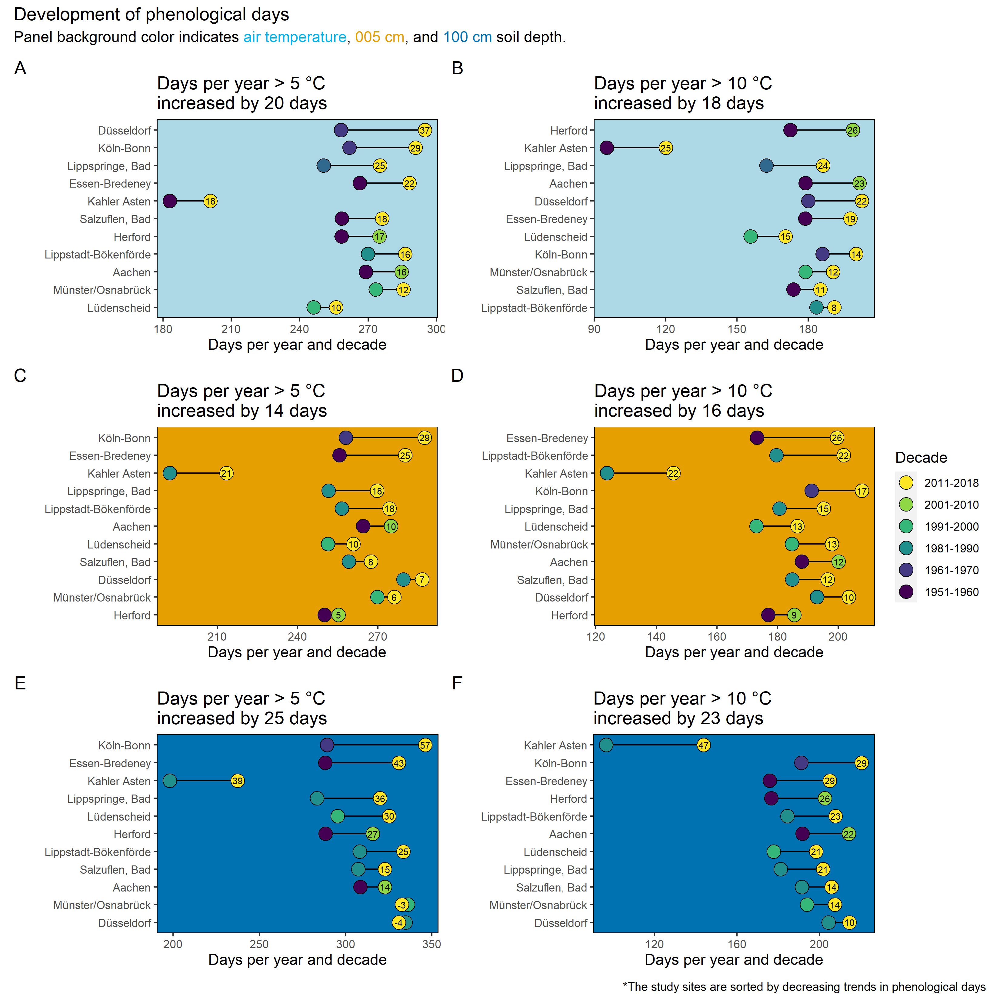 Development of phenological days
Panel background color indicates air temperature, 005 cm, and 100 cm soil depth.
A
Days per year > 5 °C
increased by 20 days
Düsseldorf
37
Köln-Bonn
29
Lippspringe, Bad
25
Essen-Bredeney
22
Kahler Asten
18
Salzuflen, Bad
18
Herford
17
Lippstadt-Bökenförde
16
Aachen
16
Münster/Osnabrück
12
Lüdenscheid
10
180 210 240 270 300
Days per year and decade
B
Days per year > 10 °C
increased by 18 days
Herford
26
Kahler Asten
25
Lippspringe, Bad
24
Aachen
23
Düsseldorf
22
Essen-Bredeney
19
Lüdenscheid
15
Köln-Bonn
14
Münster/Osnabrück
12
Salzuflen, Bad
11
Lippstadt-Bökenförde
8
90 120 150 180
Days per year and decade
C
Days per year > 5 °C
increased by 14 days
Köln-Bonn
29
Essen-Bredeney
25
Kahler Asten
21
Lippspringe, Bad
18
Lippstadt-Bökenförde
18
Aachen
10
Lüdenscheid
10
Salzuflen, Bad
8
Düsseldorf
7
Münster/Osnabrück
6
Herford
5
210 240 270
Days per year and decade
D
Days per year > 10 °C
increased by 16 days
Essen-Bredeney
26
Lippstadt-Bökenförde
22
Kahler Asten
22
Köln-Bonn
17
Lippspringe, Bad
15
Lüdenscheid
13
Münster/Osnabrück
13
Aachen
12
Salzuflen, Bad
12
Düsseldorf
10
Herford
9
120 140 160 180 200
Days per year and decade
Decade
2011-2018
2001-2010
1991-2000
1981-1990
1961-1970
1951-1960
E
Days per year > 5 °C
increased by 25 days
Köln-Bonn
57
Essen-Bredeney
43
Kahler Asten
39
Lippspringe, Bad
36
Lüdenscheid
30
Herford
27
Lippstadt-Bökenförde
25
Salzuflen, Bad
15
Aachen
14
Münster/Osnabrück
-3
Düsseldorf
-4
200 250 300 350
Days per year and decade
F
Days per year > 10 °C
increased by 23 days
Kahler Asten
47
Köln-Bonn
29
Essen-Bredeney
29
Herford
26
Lippstadt-Bökenförde
23
Aachen
22
Lüdenscheid
21
Lippspringe, Bad
21
Salzuflen, Bad
14
Münster/Osnabrück
14
Düsseldorf
10
120 160 200
Days per year and decade
*The study sites are sorted by decreasing trends in phenological days